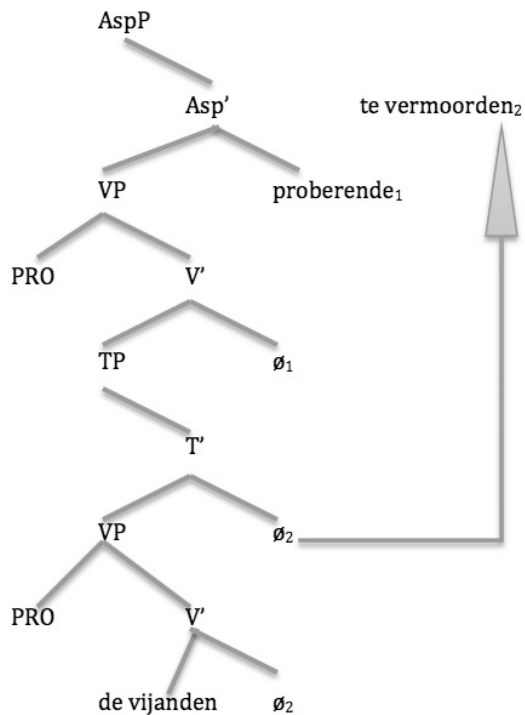 AspP
Asp’ te vermoorden₂
VP proberende₁
PRO V’
TP ø₁
T’
VP ø₂
PRO V’
de vijanden ø₂